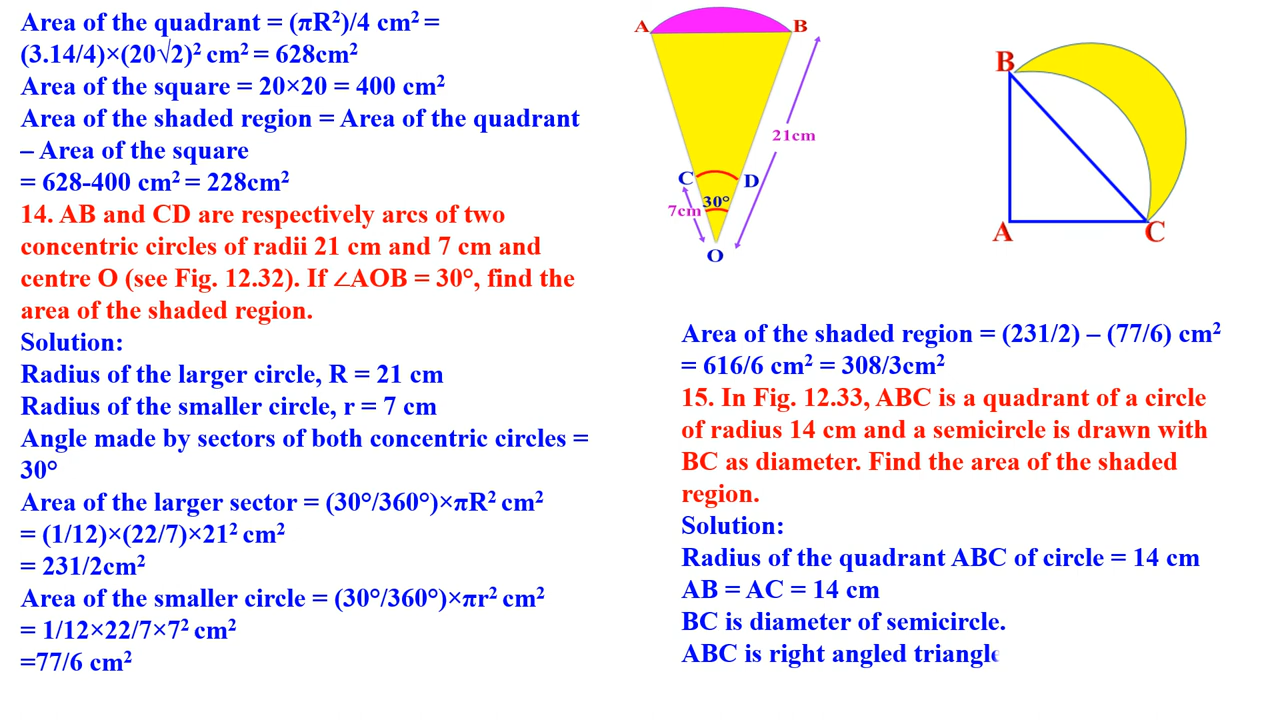 Area of the quadrant = (πR²)/4 cm² =
(3.14/4)×(20√2)² cm² = 628cm²
Area of the square = 20×20 = 400 cm²
Area of the shaded region = Area of the quadrant
– Area of the square
= 628-400 cm² = 228cm²
14. AB and CD are respectively arcs of two
concentric circles of radii 21 cm and 7 cm and
centre O (see Fig. 12.32). If ∠AOB = 30°, find the
area of the shaded region.
Solution:
Radius of the larger circle, R = 21 cm
Radius of the smaller circle, r = 7 cm
Angle made by sectors of both concentric circles =
30°
Area of the larger sector = (30°/360°)×πR² cm²
= (1/12)×(22/7)×21² cm²
= 231/2cm²
Area of the smaller circle = (30°/360°)×πr² cm²
= 1/12×22/7×7² cm²
=77/6 cm²
A B
21cm
C D
30°
7cm
O
B
A C
Area of the shaded region = (231/2) – (77/6) cm²
= 616/6 cm² = 308/3cm²
15. In Fig. 12.33, ABC is a quadrant of a circle
of radius 14 cm and a semicircle is drawn with
BC as diameter. Find the area of the shaded
region.
Solution:
Radius of the quadrant ABC of circle = 14 cm
AB = AC = 14 cm
BC is diameter of semicircle.
ABC is right angled triangle